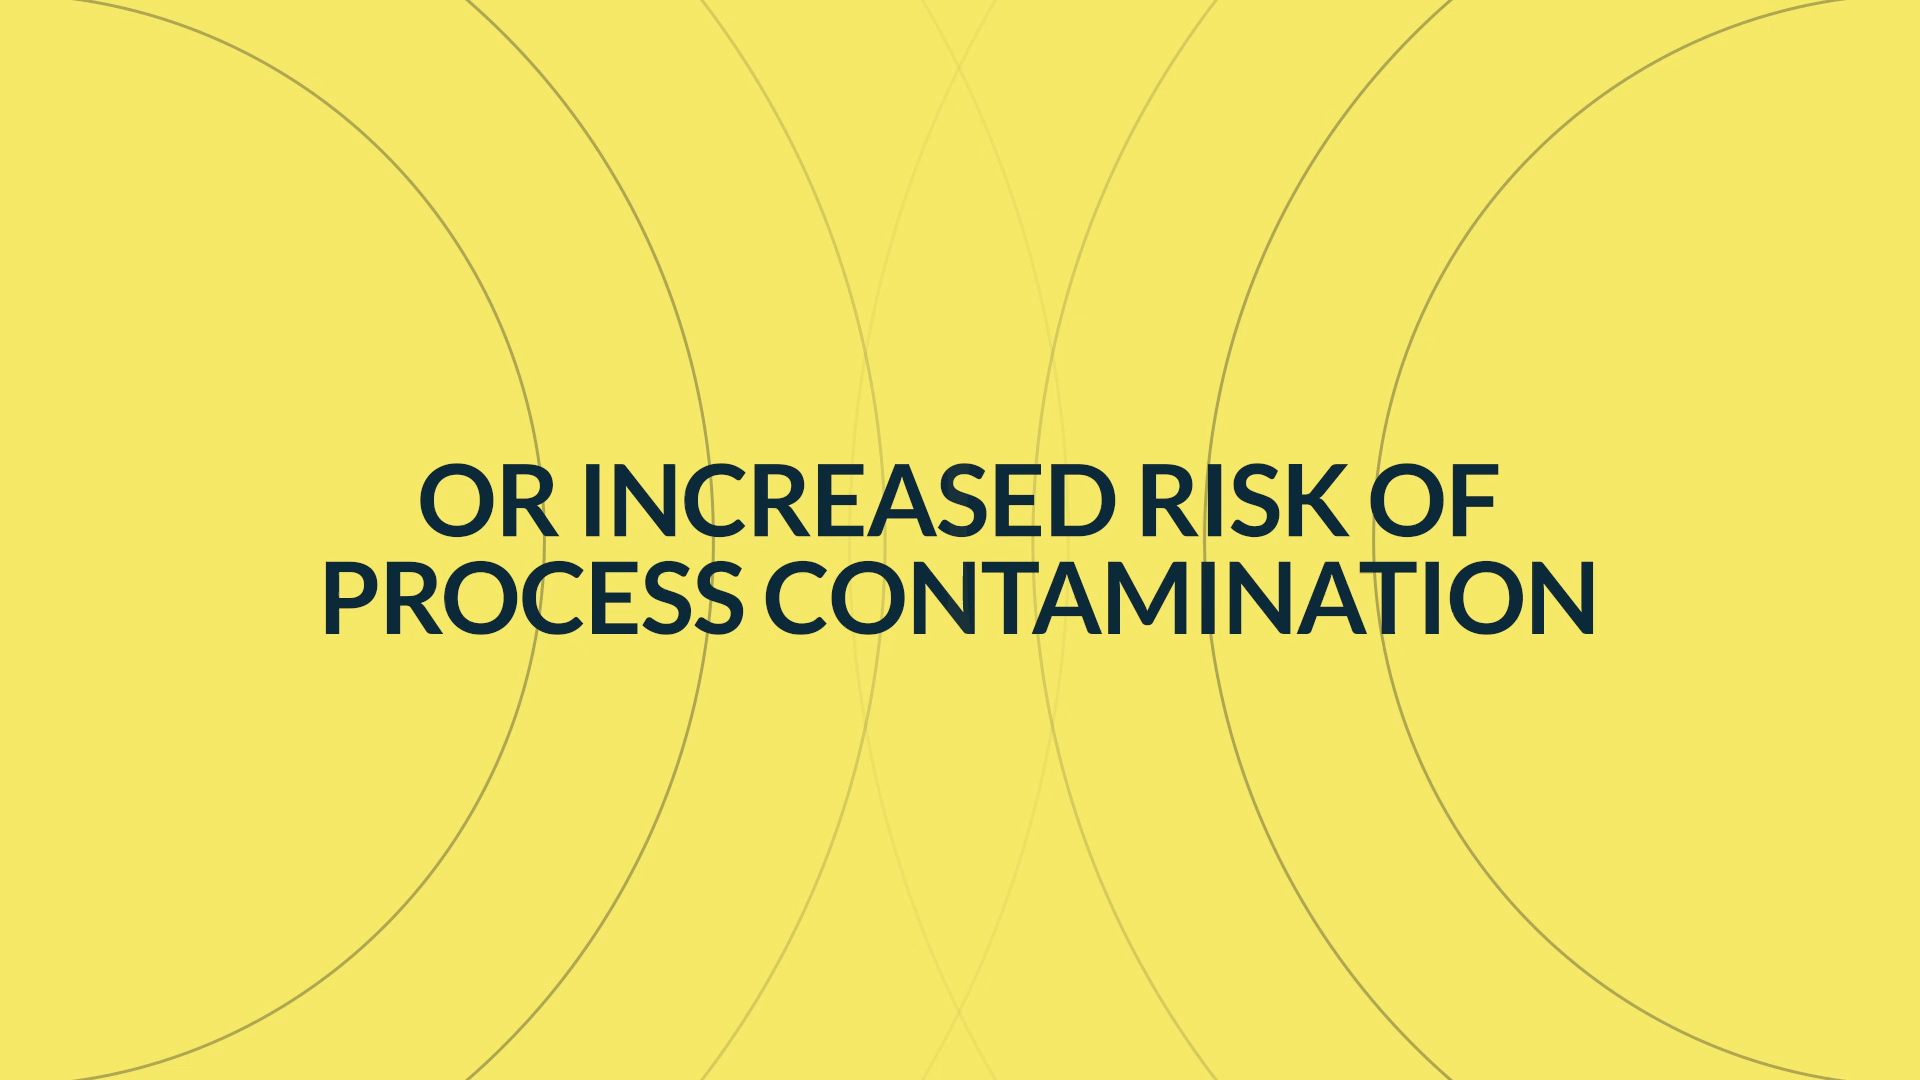 OR INCREASED RISK OF
PROCESS CONTAMINATION